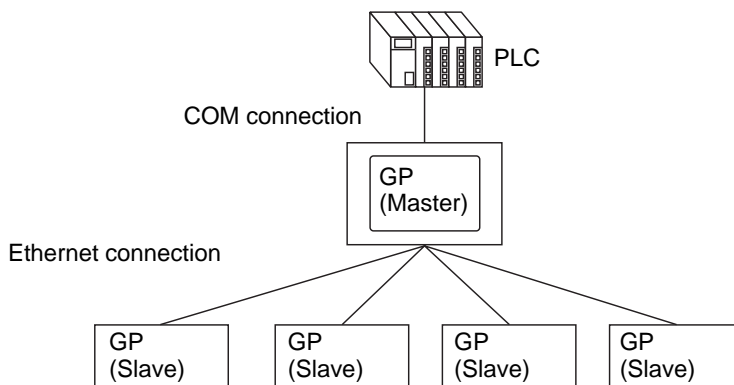 PLC
COM connection
GP
(Master)
Ethernet connection
GP
(Slave)
GP
(Slave)
GP
(Slave)
GP
(Slave)